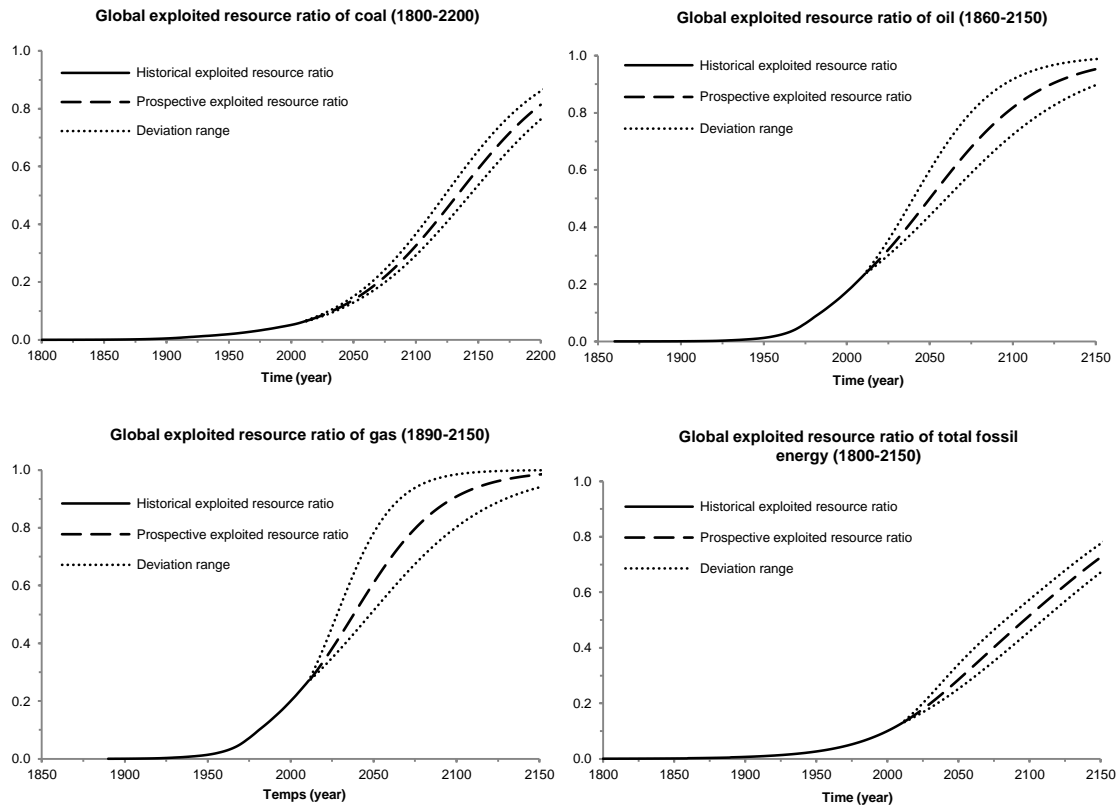 Global exploited resource ratio of coal (1800-2200)
1.0
0.8
0.6
0.4
0.2
0.0
Historical exploited resource ratio
Prospective exploited resource ratio
Deviation range
1800 1850 1900 1950 2000 2050 2100 2150 2200
Time (year)
Global exploited resource ratio of oil (1860-2150)
1.0
0.8
0.6
0.4
0.2
0.0
Historical exploited resource ratio
Prospective exploited resource ratio
Deviation range
1850 1900 1950 2000 2050 2100 2150
Time (year)
Global exploited resource ratio of gas (1890-2150)
1.0
0.8
0.6
0.4
0.2
0.0
Historical exploited resource ratio
Prospective exploited resource ratio
Deviation range
1850 1900 1950 2000 2050 2100 2150
Temps (year)
Global exploited resource ratio of total fossil
energy (1800-2150)
1.0
0.8
0.6
0.4
0.2
0.0
Historical exploited resource ratio
Prospective exploited resource ratio
Deviation range
1800 1850 1900 1950 2000 2050 2100 2150
Time (year)